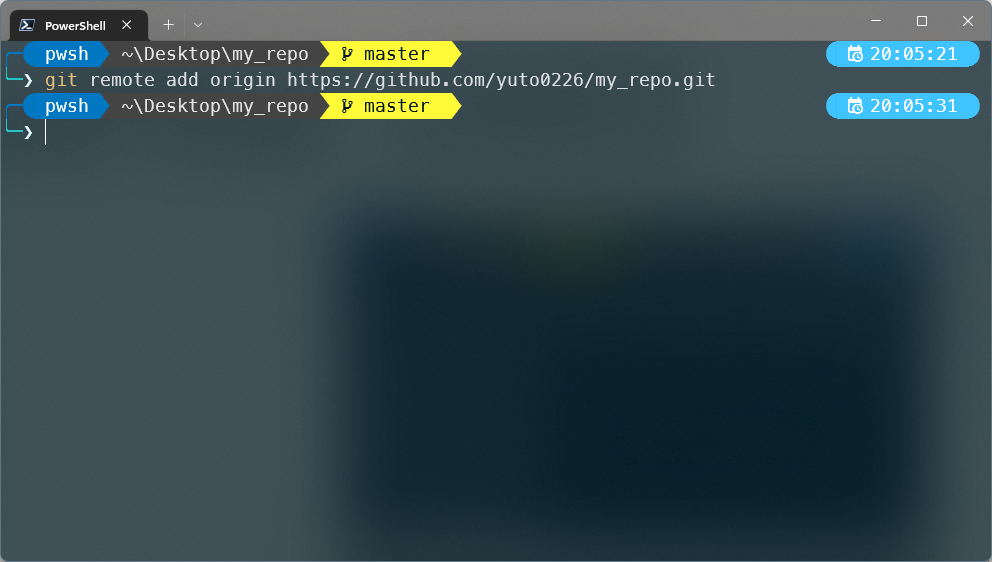 PowerShell
pwsh ~\Desktop\my_repo master 20:05:21
❯ git remote add origin https://github.com/yuto0226/my_repo.git
pwsh ~\Desktop\my_repo master 20:05:31
❯